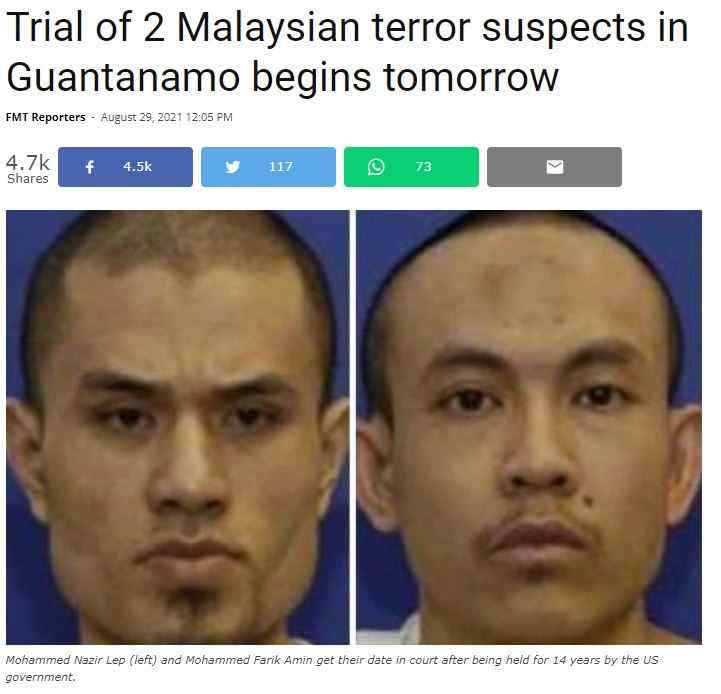 Trial of 2 Malaysian terror suspects in
Guantanamo begins tomorrow
FMT Reporters - August 29, 2021 12:05 PM
4.7k
Shares
f 4.5k
117
73
Mohammed Nazir Lep (left) and Mohammed Farik Amin get their date in court after being held for 14 years by the US
government.